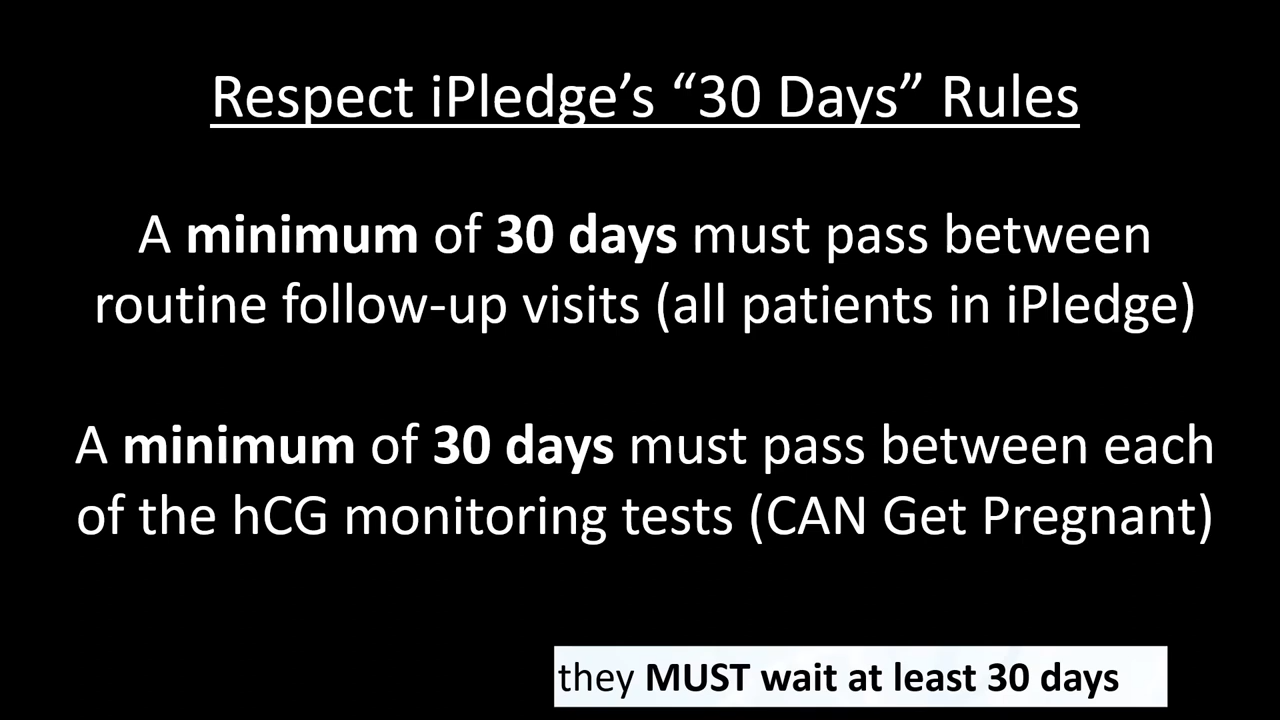 Respect iPledge’s “30 Days” Rules
A minimum of 30 days must pass between
routine follow-up visits (all patients in iPledge)
A minimum of 30 days must pass between each
of the hCG monitoring tests (CAN Get Pregnant)
they MUST wait at least 30 days